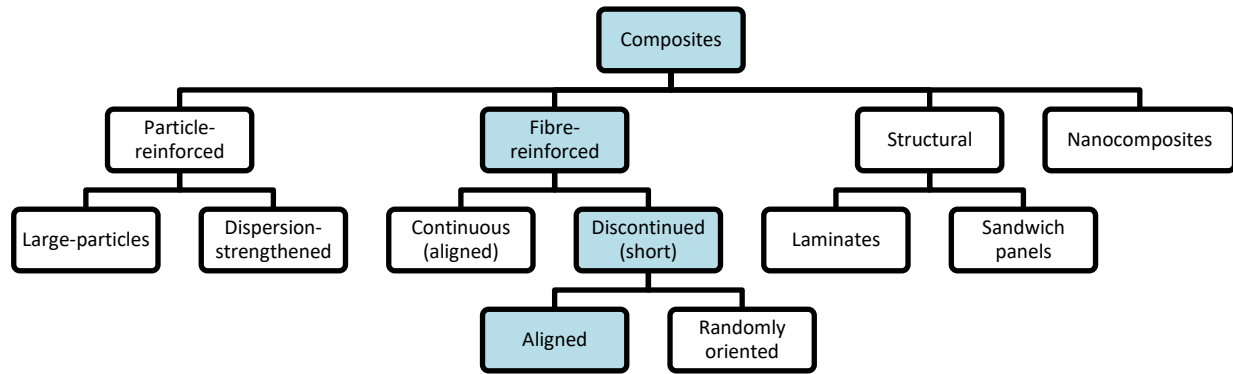 Composites
Particle-
reinforced
Fibre-
reinforced
Structural
Nanocomposites
Large-particles
Dispersion-
strengthened
Continuous
(aligned)
Discontinued
(short)
Laminates
Sandwich
panels
Aligned
Randomly
oriented